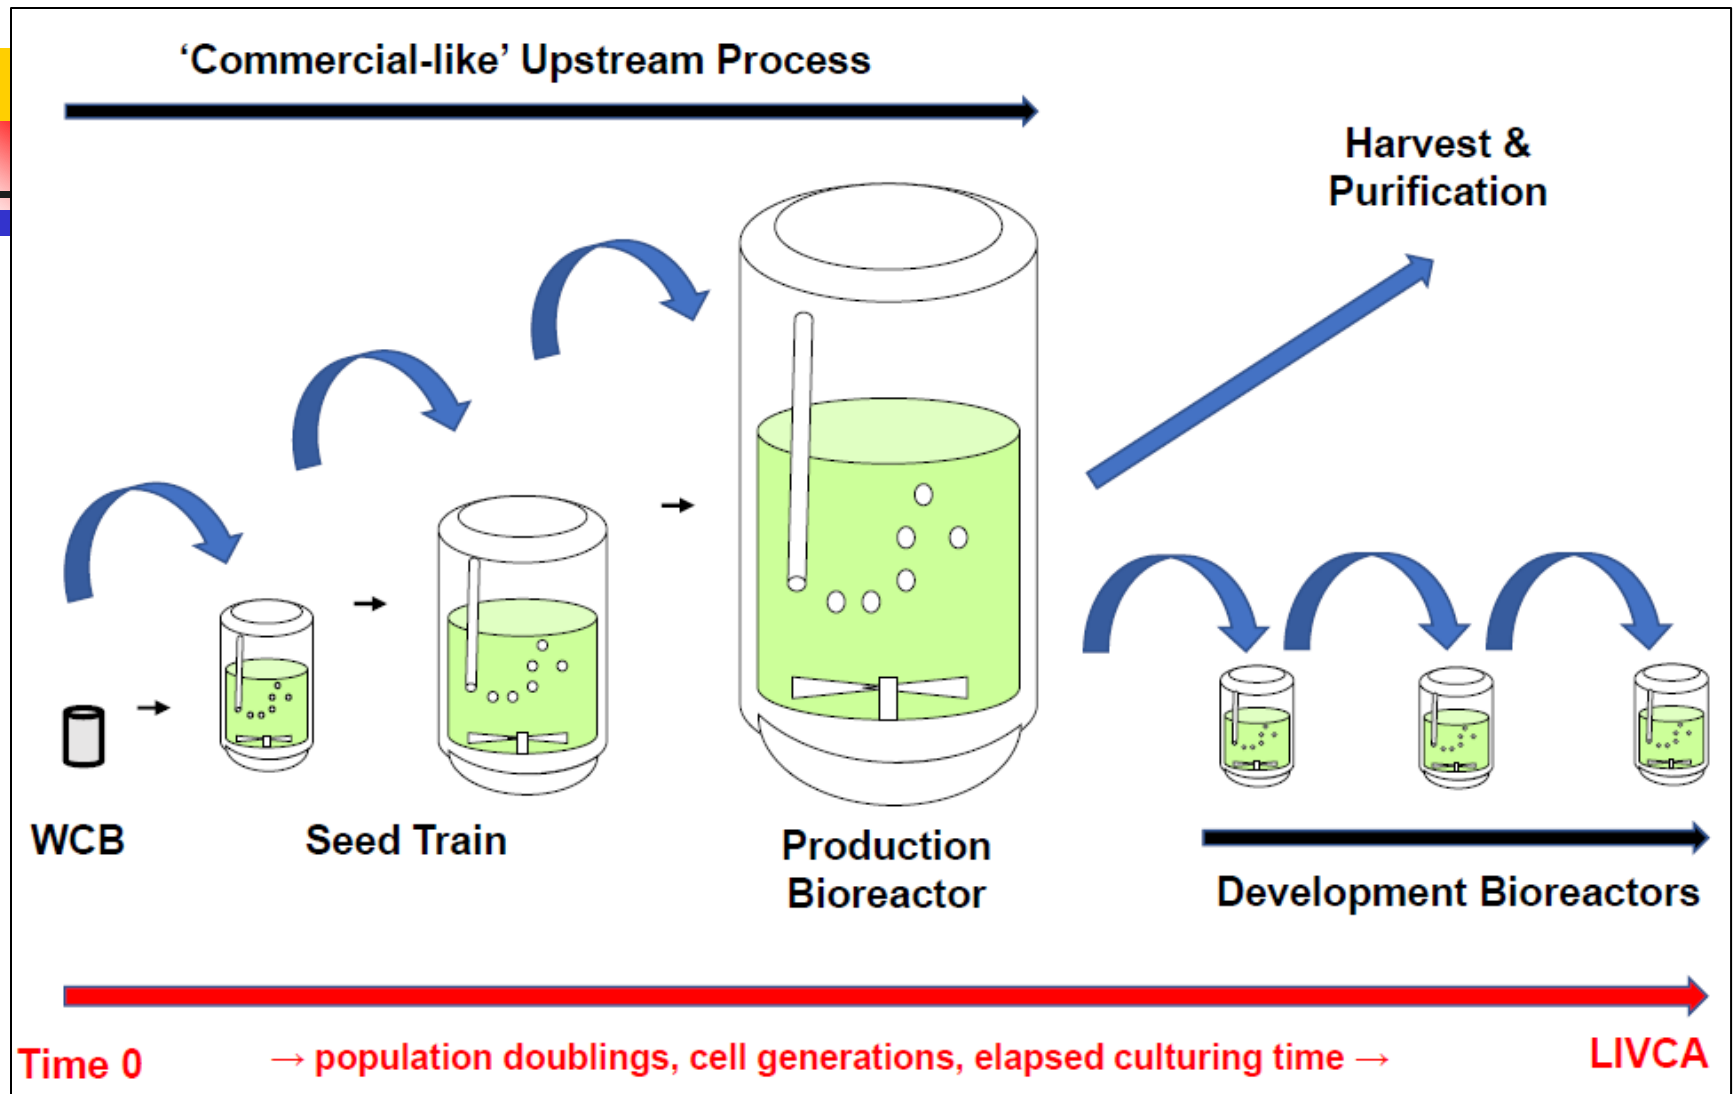 ‘Commercial-like’ Upstream Process
Harvest &
Purification
WCB
Seed Train
Production
Bioreactor
Development Bioreactors
Time 0
→ population doublings, cell generations, elapsed culturing time →
LIVCA